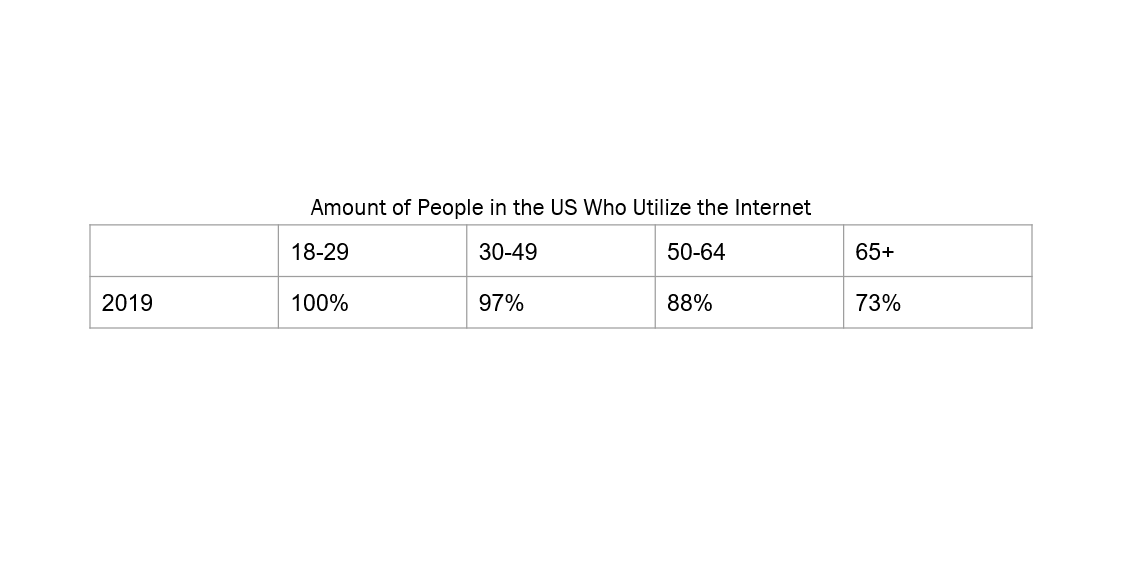 Amount of People in the US Who Utilize the Internet
18-29 30-49 50-64 65+
2019 100% 97% 88% 73%